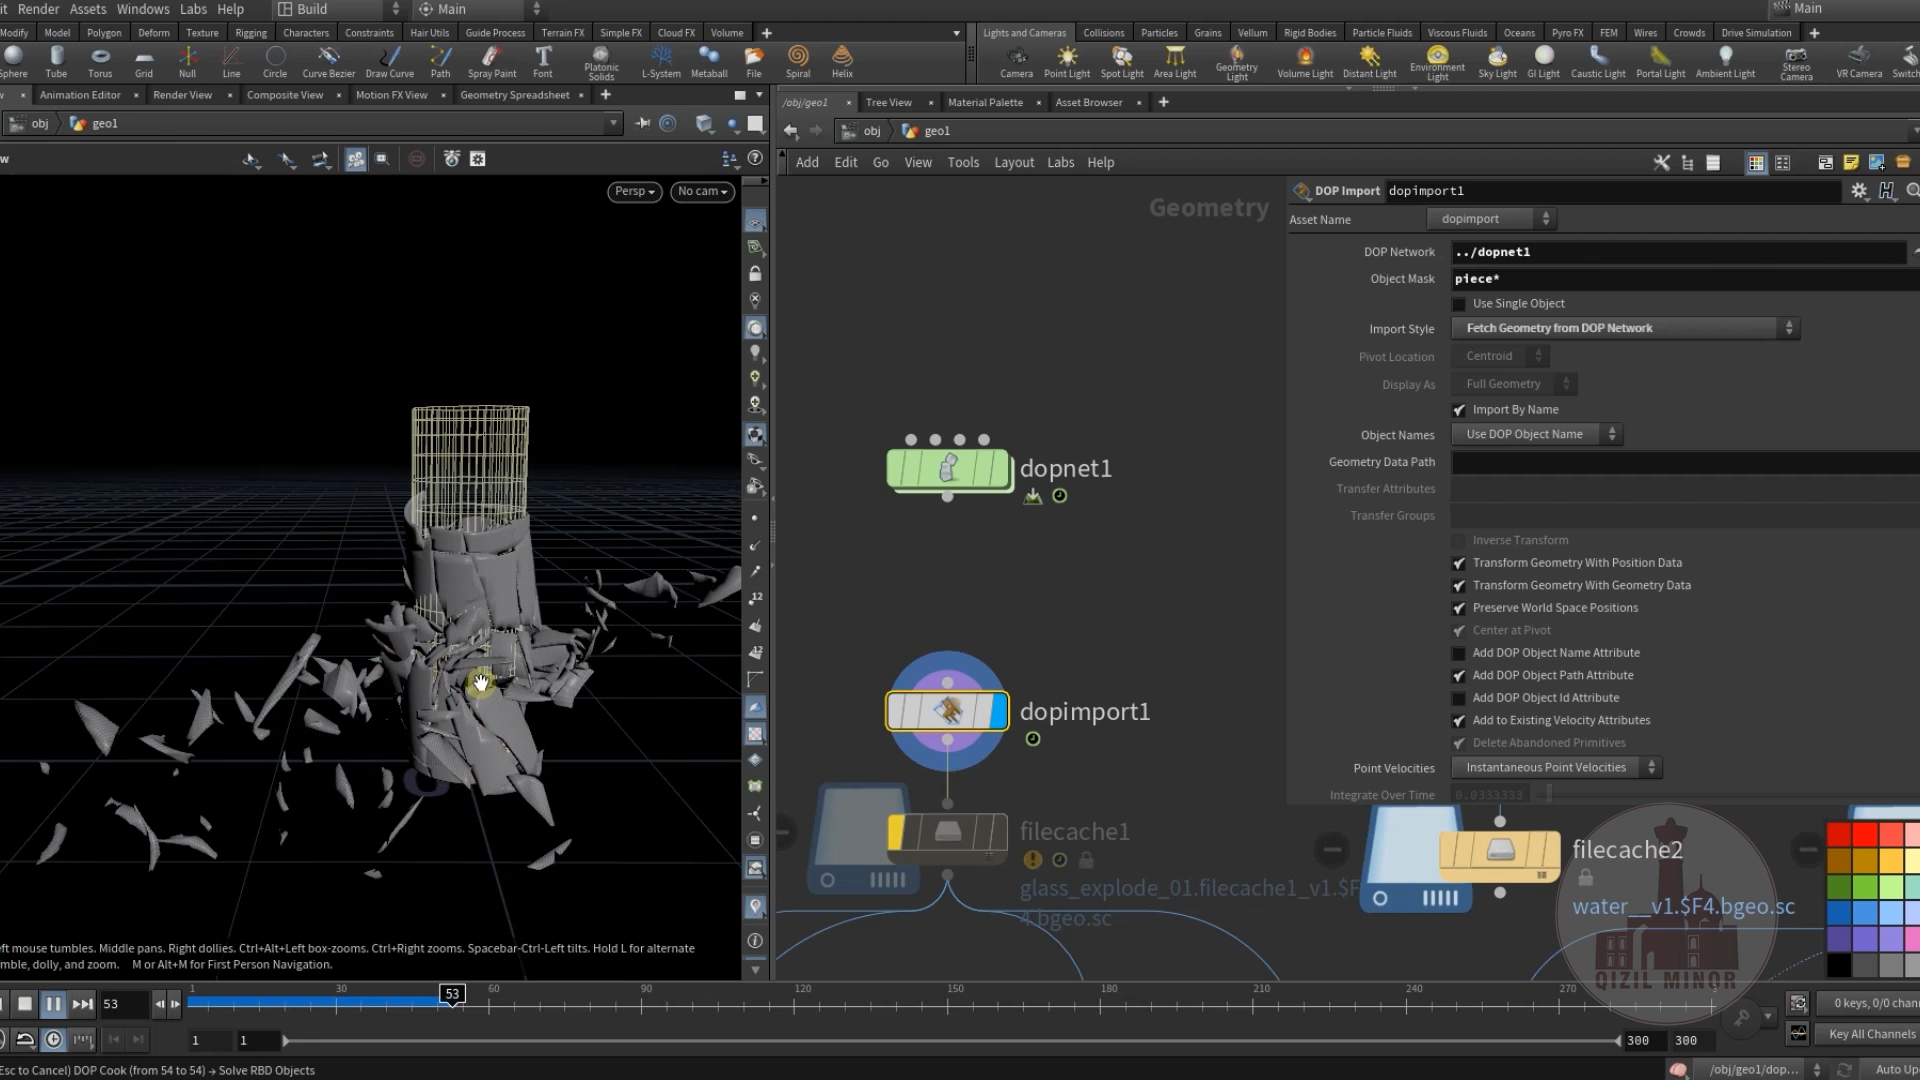 it Render Assets Windows Labs Help Build Main Main
Modify Model Polygon Deform Texture Rigging Characters Constraints Hair Utils Guide Process Terrain FX Simple FX Cloud FX Volume
Lights and Cameras Collisions Particles Grains Vellum Rigid Bodies Particle Fluids Viscous Fluids Oceans Pyro FX FEM Wires Crowds Drive Simulation
Sphere Tube Torus Grid Null Line Circle Curve Bezier Draw Curve Path Spray Paint Font Platonic Solids L-System Metaball File Spiral Helix
Camera Point Light Spot Light Area Light Geometry Light Volume Light Distant Light Environment Light Sky Light GI Light Caustic Light Portal Light Ambient Light Stereo Camera VR Camera Switch
Animation Editor Render View Composite View Motion FX View Geometry Spreadsheet
/obj/geo1 Tree View Material Palette Asset Browser
obj geo1
obj geo1
Add Edit Go View Tools Layout Labs Help
w
Persp No cam
Geometry
DOP Import dopimport1
Asset Name dopimport
DOP Network ../dopnet1
Object Mask piece*
Use Single Object
Import Style Fetch Geometry from DOP Network
Pivot Location Centroid
Display As Full Geometry
Import By Name
Object Names Use DOP Object Name
Geometry Data Path
Transfer Attributes
Transfer Groups
Inverse Transform
Transform Geometry With Position Data
Transform Geometry With Geometry Data
Preserve World Space Positions
Center at Pivot
Add DOP Object Name Attribute
Add DOP Object Path Attribute
Add DOP Object Id Attribute
Add to Existing Velocity Attributes
Delete Abandoned Primitives
Point Velocities Instantaneous Point Velocities
Integrate Over Time 0.0333333
dopnet1
dopimport1
filecache1
glass_explode_01.filecache1_v1.$F
4.bgeo.sc
filecache2
water__v1.$F4.bgeo.sc
QIZIL MINOR
.12
12
eft mouse tumbles. Middle pans. Right dollies. Ctrl+Alt+Left box-zooms. Ctrl+Right zooms. Spacebar-Ctrl-Left tilts. Hold L for alternate
mble, dolly, and zoom. M or Alt+M for First Person Navigation.
53
1 30 53 60 90 120 150 180 210 240 270
0 keys, 0/0 chan
1 1 300 300
Key All Channels
Esc to Cancel) DOP Cook (from 54 to 54) → Solve RBD Objects
/obj/geo1/dop... Auto Up